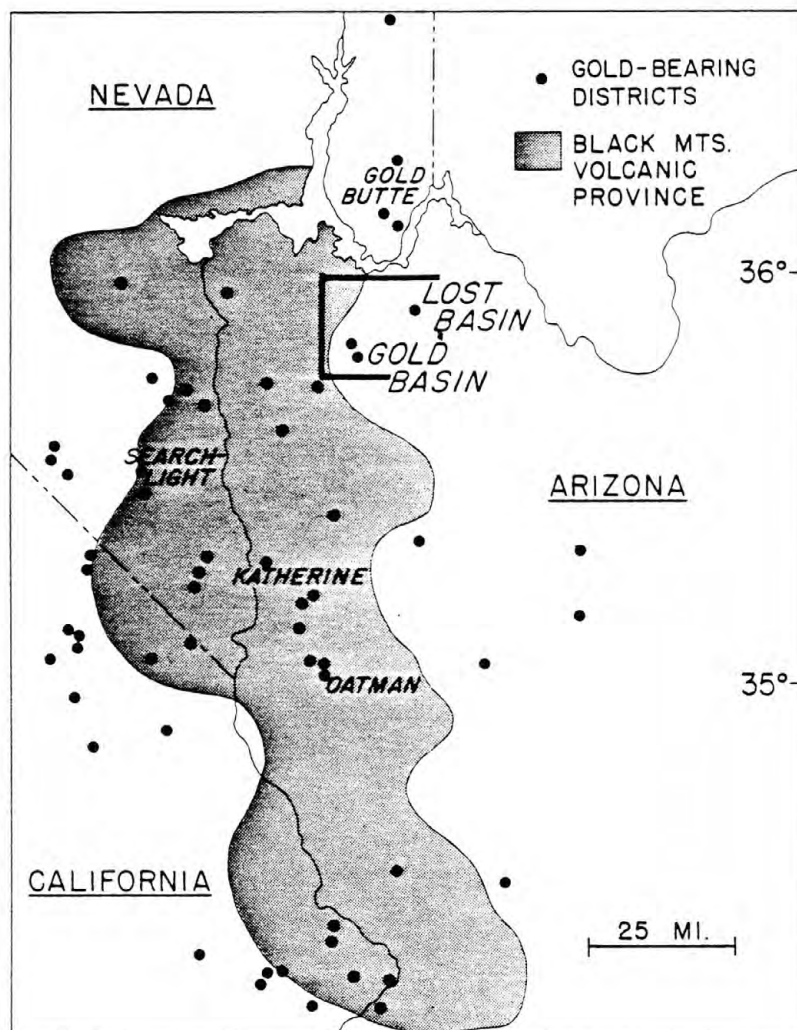 NEVADA
GOLD-BEARING
DISTRICTS
BLACK MTS.
VOLCANIC
PROVINCE
GOLD
BUTTE
36°
LOST
BASIN
GOLD
BASIN
SEARCH-
LIGHT
ARIZONA
KATHERINE
OATMAN
35°
CALIFORNIA
25 MI.